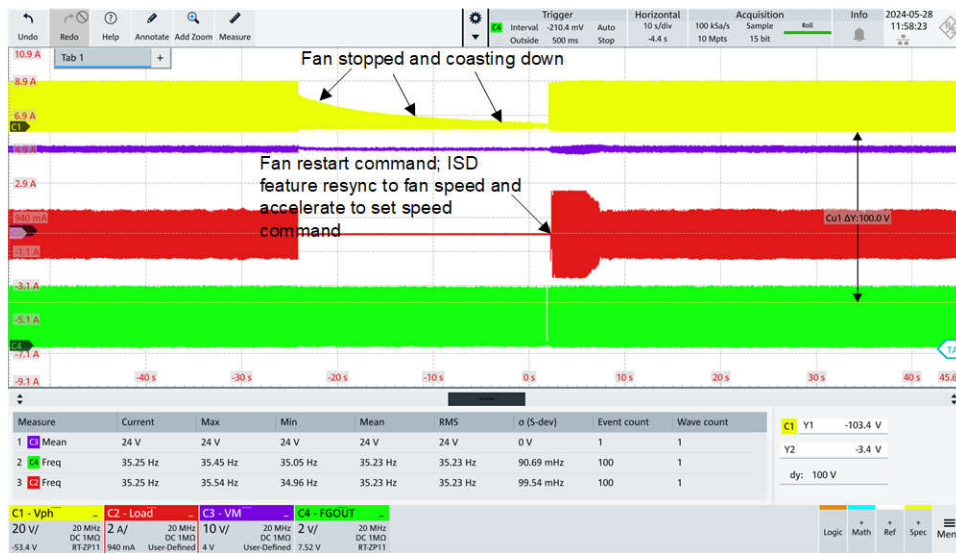 Undo Redo Help Annotate Add Zoom Measure
Trigger
C4 Interval -210.4 mV Auto
Outside 500 ms Stop
Horizontal
10 s/div
-4.4 s
Acquisition
100 kSa/s Sample Roll
10 Mpts 15 bit
Info
2024-05-28
11:58:23
Tab 1 +
10.9 A
8.9 A
6.9 A
C1
4.9 A
2.9 A
940 mA
-1.1 A
-3.1 A
-5.1 A
C4
-7.1 A
-9.1 A
Fan stopped and coasting down
Fan restart command; ISD
feature resync to fan speed and
accelerate to set speed
command
Cu1 ΔY:100.0 V
TA
-40 s -30 s -20 s -10 s 0 s 10 s 20 s 30 s 40 s 45.6
Measure Current Max Min Mean RMS σ (S-dev) Event count Wave count
1 C3 Mean 24 V 24 V 24 V 24 V 24 V 0 V 1 1
2 C4 Freq 35.25 Hz 35.45 Hz 35.05 Hz 35.23 Hz 35.23 Hz 90.69 mHz 100 1
3 C2 Freq 35.25 Hz 35.54 Hz 34.96 Hz 35.23 Hz 35.23 Hz 99.54 mHz 100 1
C1 Y1 -103.4 V
Y2 -3.4 V
dy: 100 V
C1 - Vph
20 V/ 20 MHz
DC 1MΩ
-53.4 V RT-ZP11
C2 - Load
2 A/ 20 MHz
DC 1MΩ
940 mA User-Defined
C3 - VM
10 V/ 20 MHz
DC 1MΩ
4 V User-Defined
C4 - FGOUT
2 V/ 20 MHz
DC 1MΩ
7.52 V RT-ZP11
Logic + Math + Ref + Spec Men